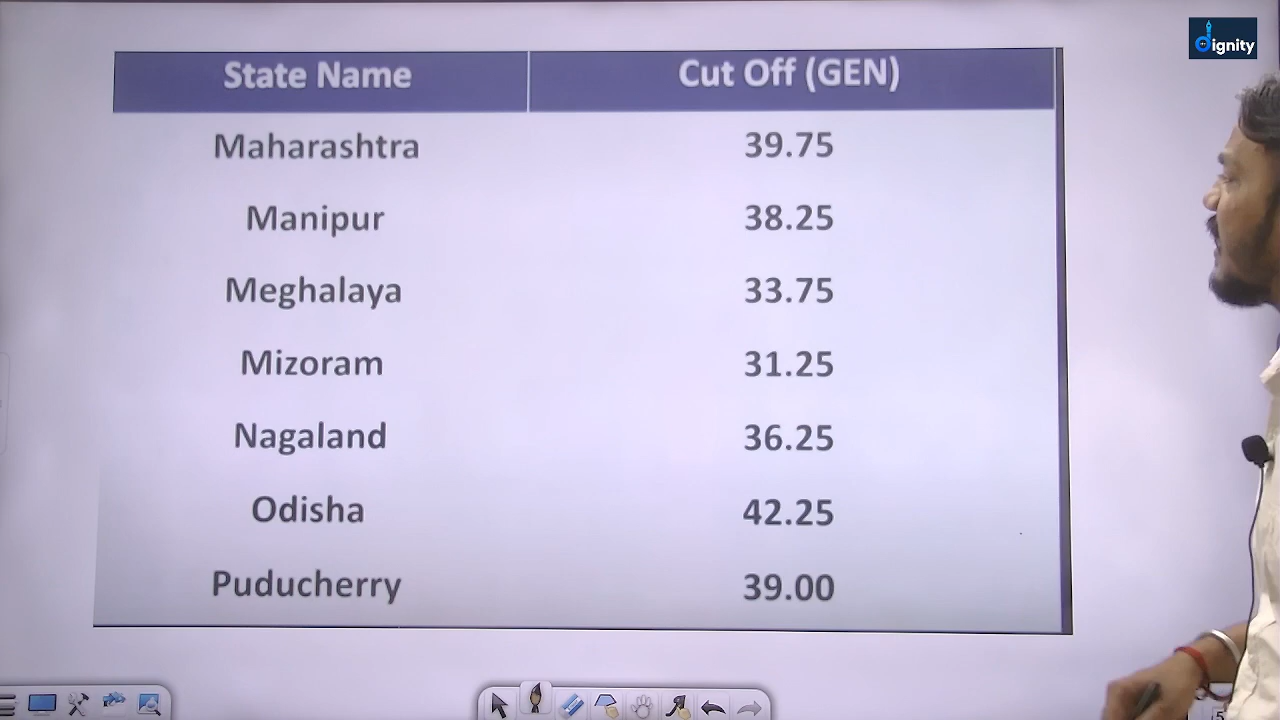 dignity
State Name Cut Off (GEN)
Maharashtra 39.75
Manipur 38.25
Meghalaya 33.75
Mizoram 31.25
Nagaland 36.25
Odisha 42.25
Puducherry 39.00
5